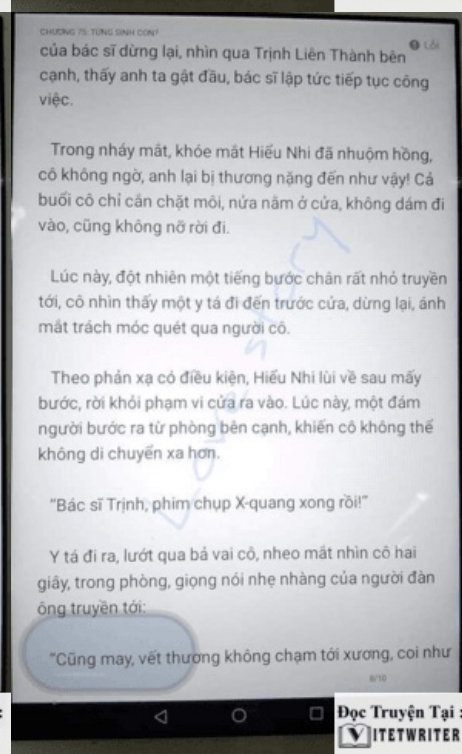 CHƯƠNG 75: TỪNG SINH CON?
Lỗi
của bác sĩ dừng lại, nhìn qua Trịnh Liên Thành bên
cạnh, thấy anh ta gật đầu, bác sĩ lập tức tiếp tục công
việc.
Trong nháy mắt, khóe mắt Hiểu Nhi đã nhuộm hồng,
cô không ngờ, anh lại bị thương nặng đến như vậy! Cả
buổi cô chỉ cắn chặt môi, nửa nằm ở cửa, không dám đi
vào, cũng không nỡ rời đi.
Lúc này, đột nhiên một tiếng bước chân rất nhỏ truyền
tới, cô nhìn thấy một y tá đi đến trước cửa, dừng lại, ánh
mắt trách móc quét qua người cô.
Theo phản xạ có điều kiện, Hiểu Nhi lùi về sau mấy
bước, rời khỏi phạm vi cửa ra vào. Lúc này, một đám
người bước ra từ phòng bên cạnh, khiến cô không thể
không di chuyển xa hơn.
"Bác sĩ Trịnh, phim chụp X-quang xong rồi!"
Y tá đi ra, lướt qua bả vai cô, nheo mắt nhìn cô hai
giây, trong phòng, giọng nói nhẹ nhàng của người đàn
ông truyền tới:
"Cũng may, vết thương không chạm tới xương, coi như
6/10
Love story
: Đọc Truyện Tại :
VITETWRITER